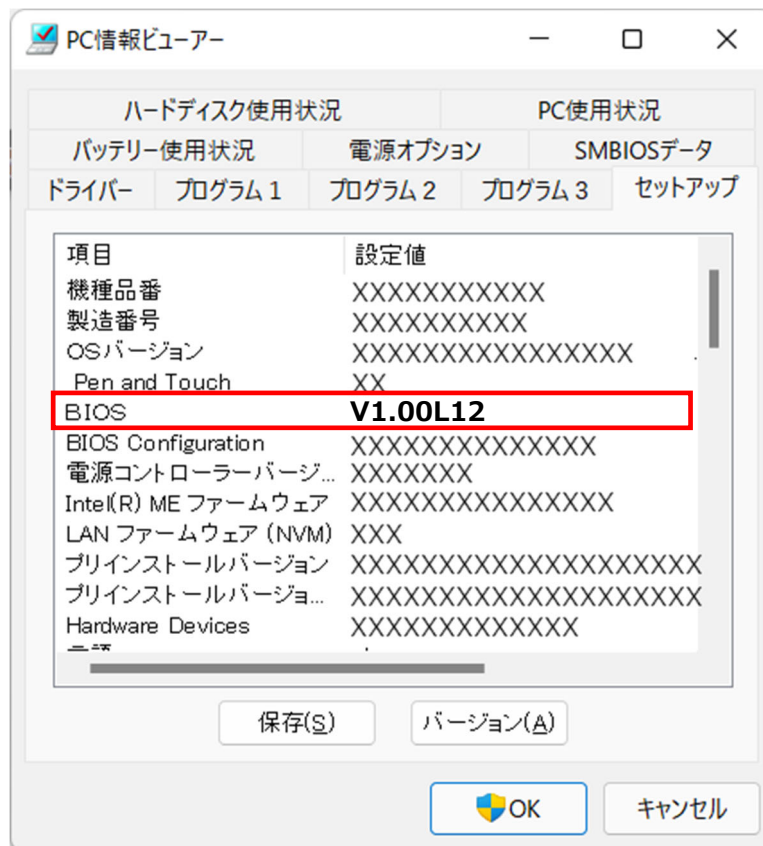 PC情報ビューアー
ハードディスク使用状況 PC使用状況
バッテリー使用状況 電源オプション SMBIOSデータ
ドライバー プログラム 1 プログラム 2 プログラム 3 セットアップ
項目 設定値
機種品番 XXXXXXXXXXX
製造番号 XXXXXXXXXX
OSバージョン XXXXXXXXXXXXXXXX .
Pen and Touch XX
BIOS V1.00L12
BIOS Configuration XXXXXXXXXXXXXX
電源コントローラーバージ... XXXXXXX
Intel(R) ME ファームウェア XXXXXXXXXXXXXXX
LAN ファームウェア (NVM) XXX
プリインストールバージョン XXXXXXXXXXXXXXXXXXXX
プリインストールバージョ... XXXXXXXXXXXXXXXXXXXX
Hardware Devices XXXXXXXXXXXXX
保存(S) バージョン(A)
OK キャンセル